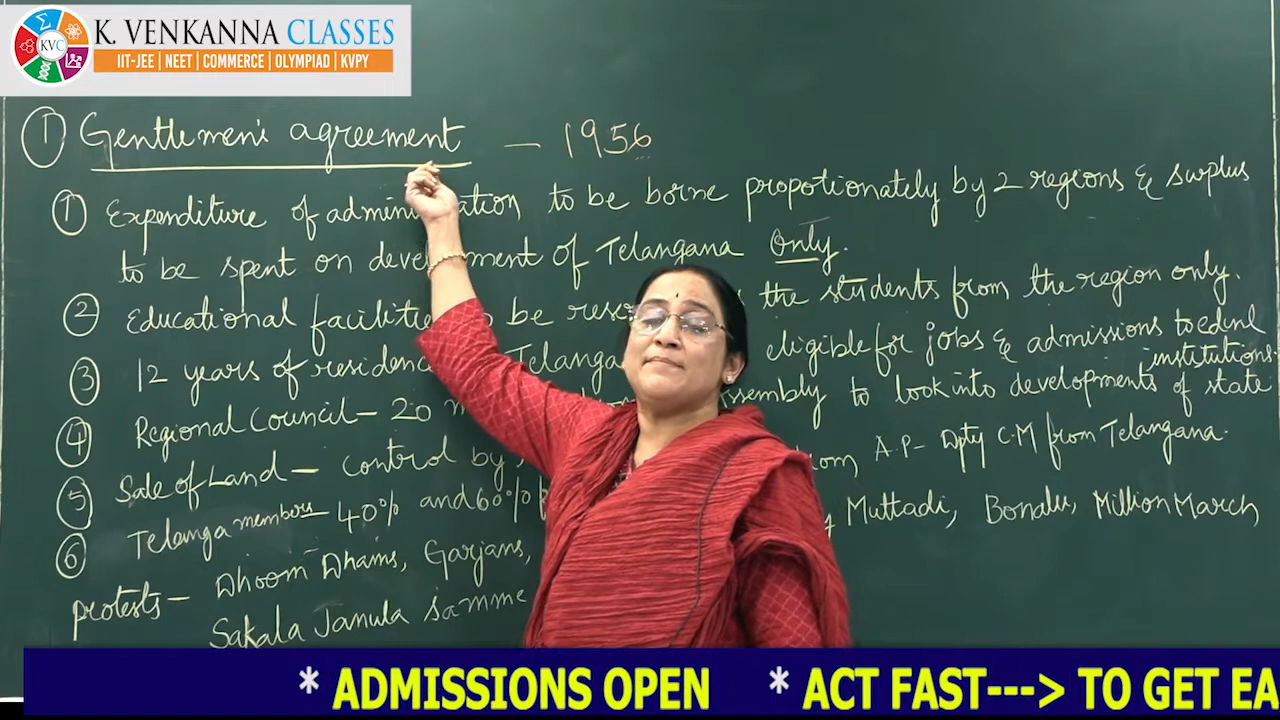 K. VENKANNA CLASSES
KVC
IIT-JEE | NEET | COMMERCE | OLYMPIAD | KVPY
① Gentlemen's agreement — 1956
① Expenditure of admin ation to be borne propotionately by 2 regions & surplus
to be spent on deve ment of Telangana Only.
② Educational facilitie be rese the students from the region only.
③ 12 years of residenc Telanga eligible for jobs & admissions to ednl
institutions.
④ Regional Council - 20 m ssembly to look into developments of state
⑤ Sale of Land - control by om A.P - Dpty C.M from Telangana.
⑥ Telanga members - 40% and 60%
protests - Dhoom Dhams, Garjans, Muttadi, Bonalu, Million March
Sakala Janula samme
* ADMISSIONS OPEN * ACT FAST---> TO GET EA